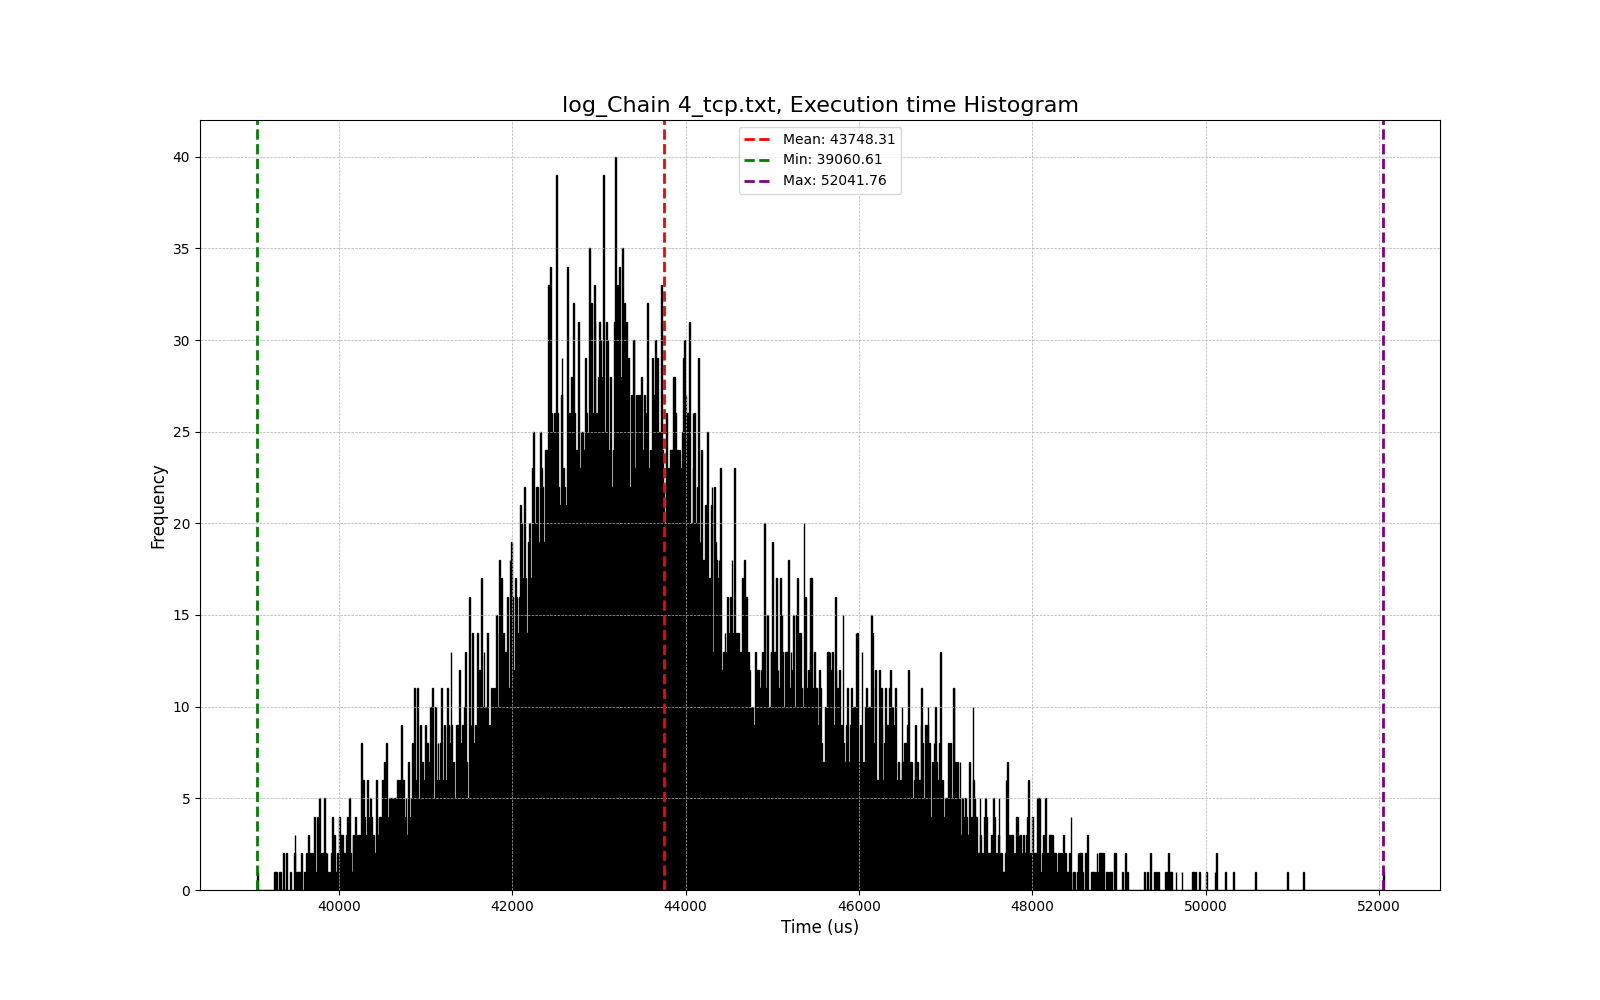 log_Chain 4_tcp.txt, Execution time Histogram
Mean: 43748.31
Min: 39060.61
Max: 52041.76
40
35
30
25
20
15
10
5
0
Frequency
40000
42000
44000
46000
48000
50000
52000
Time (us)